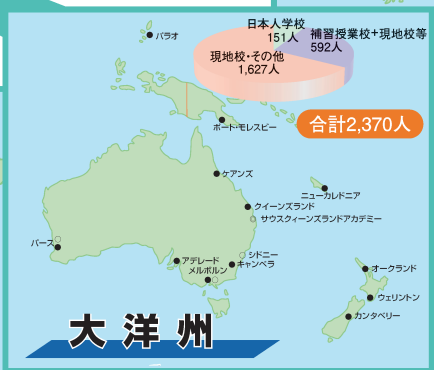 日本人学校
151人
補習授業校+現地校等
592人
現地校・その他
1,627人
合計2,370人
パラオ
ポート・モレスビー
ケアンズ
ニューカレドニア
クイーンズランド
サウスクィーンズランドアカデミー
パース
シドニー
キャンベラ
アデレード
メルボルン
オークランド
ウェリントン
カンタベリー
大洋州